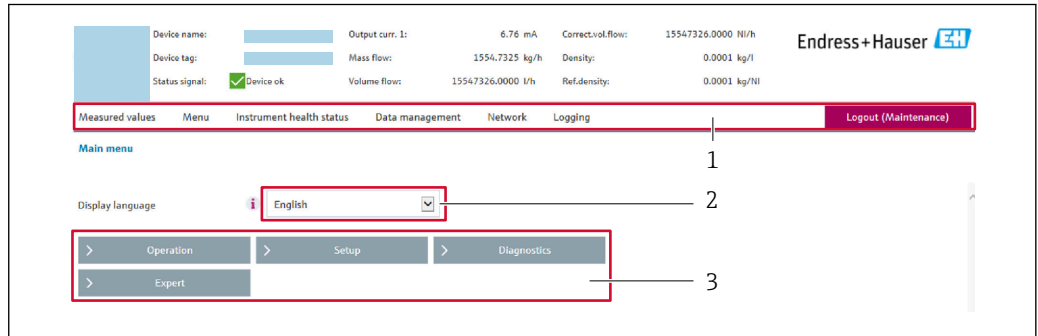 Device name: Output curr. 1: 6.76 mA Correct.vol.flow: 15547326.0000 Nl/h
Endress+Hauser EH
Device tag: Mass flow: 1554.7325 kg/h Density: 0.0001 kg/l
Status signal: Device ok Volume flow: 15547326.0000 l/h Ref.density: 0.0001 kg/Nl
Measured values Menu Instrument health status Data management Network Logging Logout (Maintenance)
1
Main menu
Display language i English 2
Operation Setup Diagnostics
Expert 3